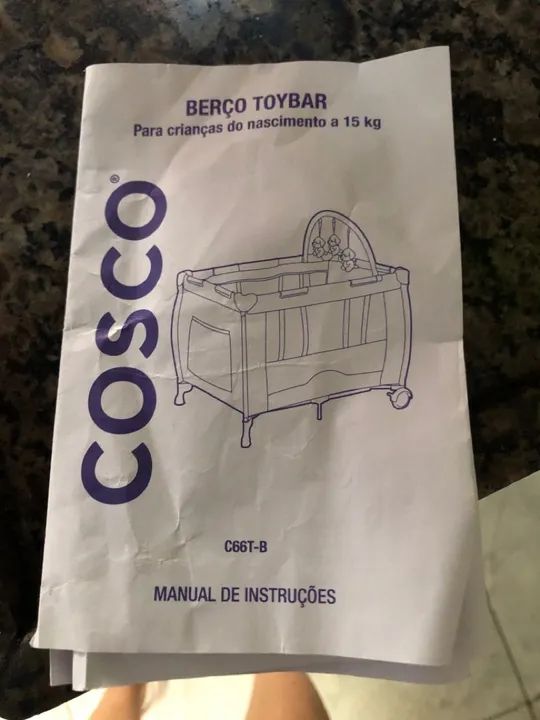 BERÇO TOYBAR
Para crianças do nascimento a 15 kg
COSCO®
C66T-B
MANUAL DE INSTRUÇÕES